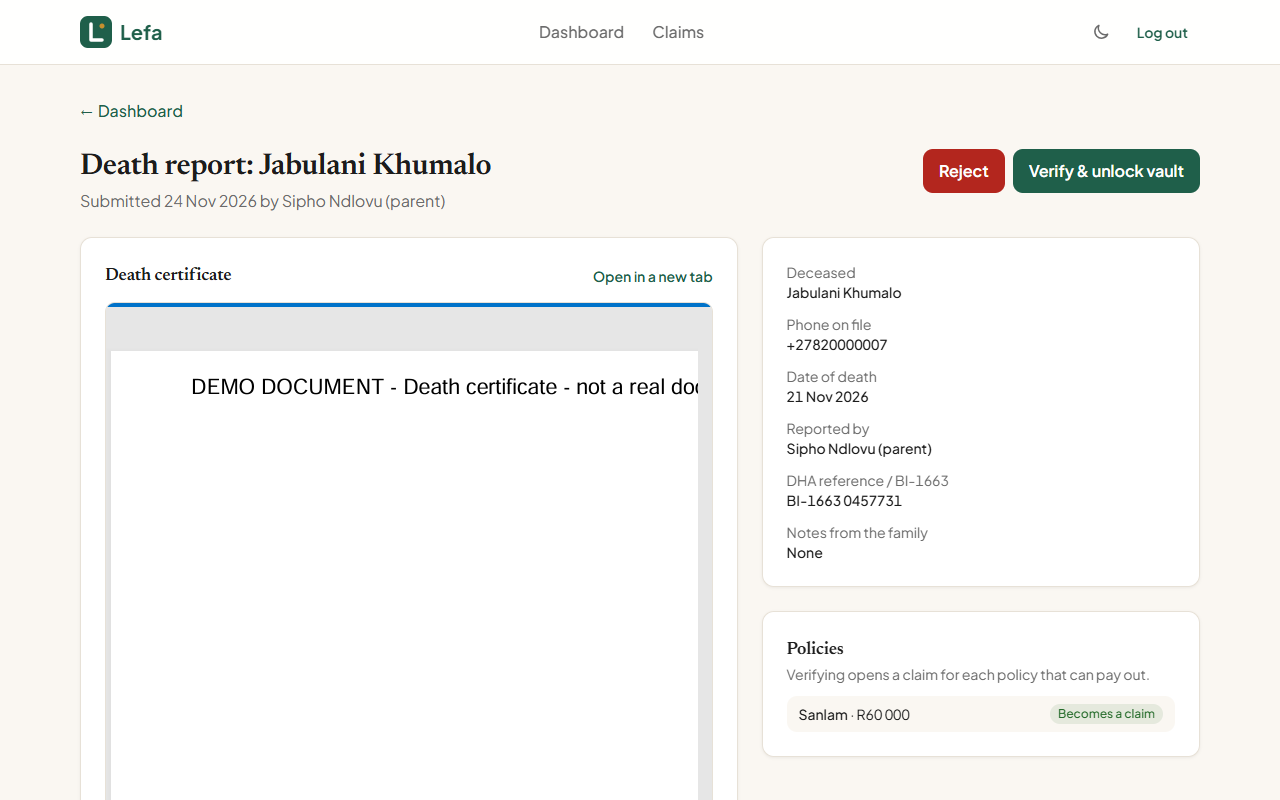 Lefa
Dashboard
Claims
Log out
← Dashboard
Death report: Jabulani Khumalo
Submitted 24 Nov 2026 by Sipho Ndlovu (parent)
Reject
Verify & unlock vault
Death certificate
Open in a new tab
DEMO DOCUMENT - Death certificate - not a real
Deceased
Jabulani Khumalo
Phone on file
+27820000007
Date of death
21 Nov 2026
Reported by
Sipho Ndlovu (parent)
DHA reference / BI-1663
BI-1663 0457731
Notes from the family
None
Policies
Verifying opens a claim for each policy that can pay out.
Sanlam · R60 000
Becomes a claim